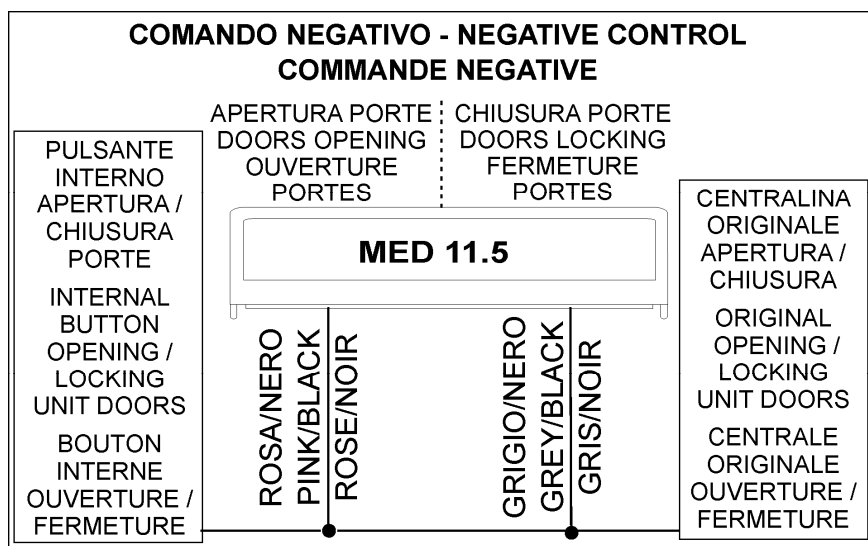 COMANDO NEGATIVO - NEGATIVE CONTROL
COMMANDE NEGATIVE
APERTURA PORTE
DOORS OPENING
OUVERTURE
PORTES
CHIUSURA PORTE
DOORS LOCKING
FERMETURE
PORTES
PULSANTE
INTERNO
APERTURA /
CHIUSURA
PORTE
INTERNAL
BUTTON
OPENING /
LOCKING
UNIT DOORS
BOUTON
INTERNE
OUVERTURE /
FERMETURE
MED 11.5
ROSA/NERO
PINK/BLACK
ROSE/NOIR
GRIGIO/NERO
GREY/BLACK
GRIS/NOIR
CENTRALINA
ORIGINALE
APERTURA /
CHIUSURA
ORIGINAL
OPENING /
LOCKING
UNIT DOORS
CENTRALE
ORIGINALE
OUVERTURE /
FERMETURE